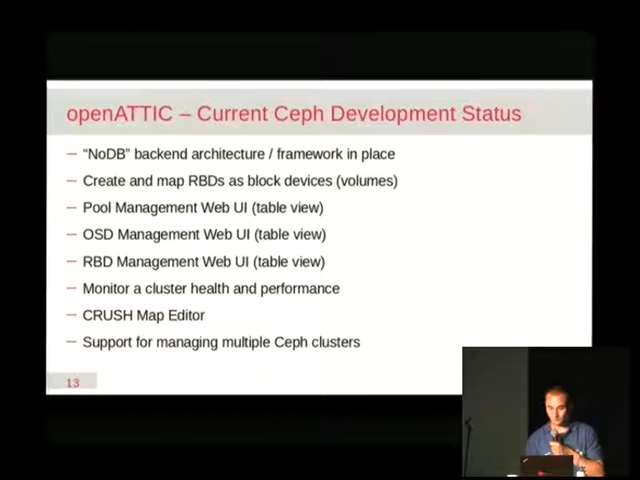 openATTIC – Current Ceph Development Status
– “NoDB” backend architecture / framework in place
– Create and map RBDs as block devices (volumes)
– Pool Management Web UI (table view)
– OSD Management Web UI (table view)
– RBD Management Web UI (table view)
– Monitor a cluster health and performance
– CRUSH Map Editor
– Support for managing multiple Ceph clusters
13